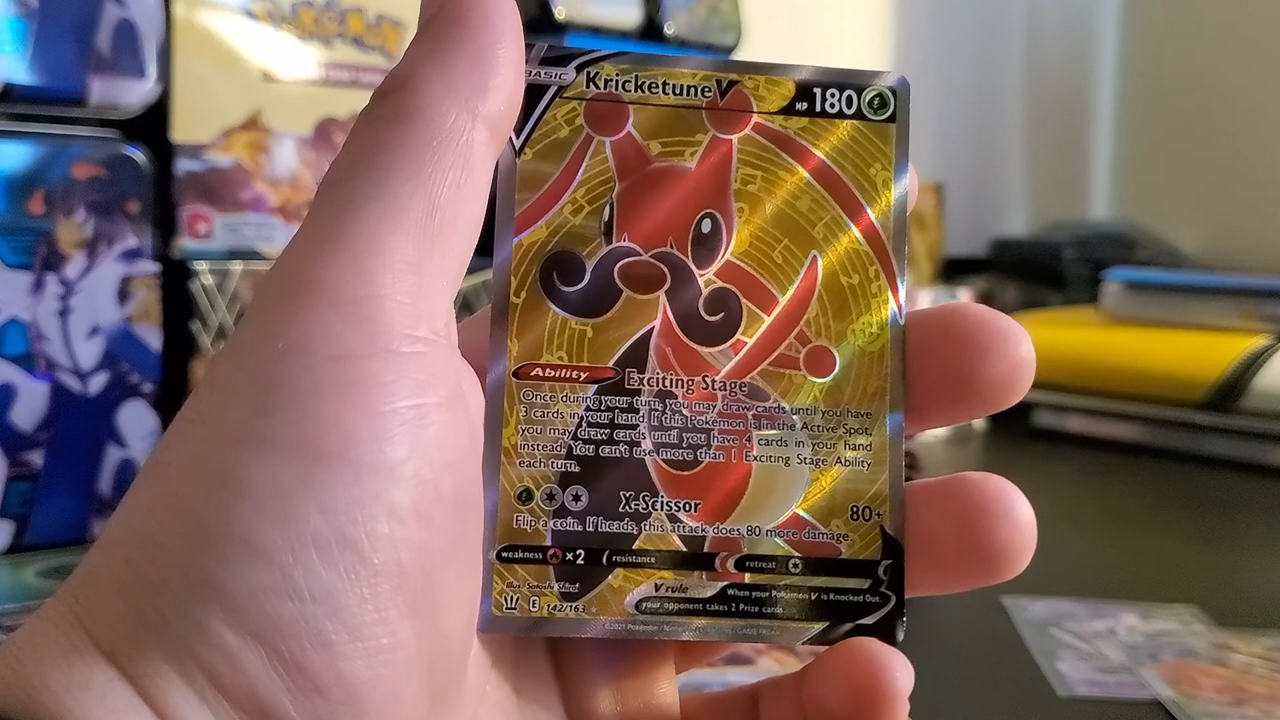 Pokémon
BASIC
Kricketune V
HP 180
Ability Exciting Stage
Once during your turn, you may draw cards until you have
3 cards in your hand. If this Pokémon is in the Active Spot,
you may draw cards until you have 4 cards in your hand
instead. You can't use more than 1 Exciting Stage Ability
each turn.
X-Scissor 80+
Flip a coin. If heads, this attack does 80 more damage.
weakness ×2 resistance retreat
Illus. Satoshi Shirai
V rule When your Pokémon V is Knocked Out,
your opponent takes 2 Prize cards.
E 142/163
©2021 Pokémon / Nintendo / GAME FREAK